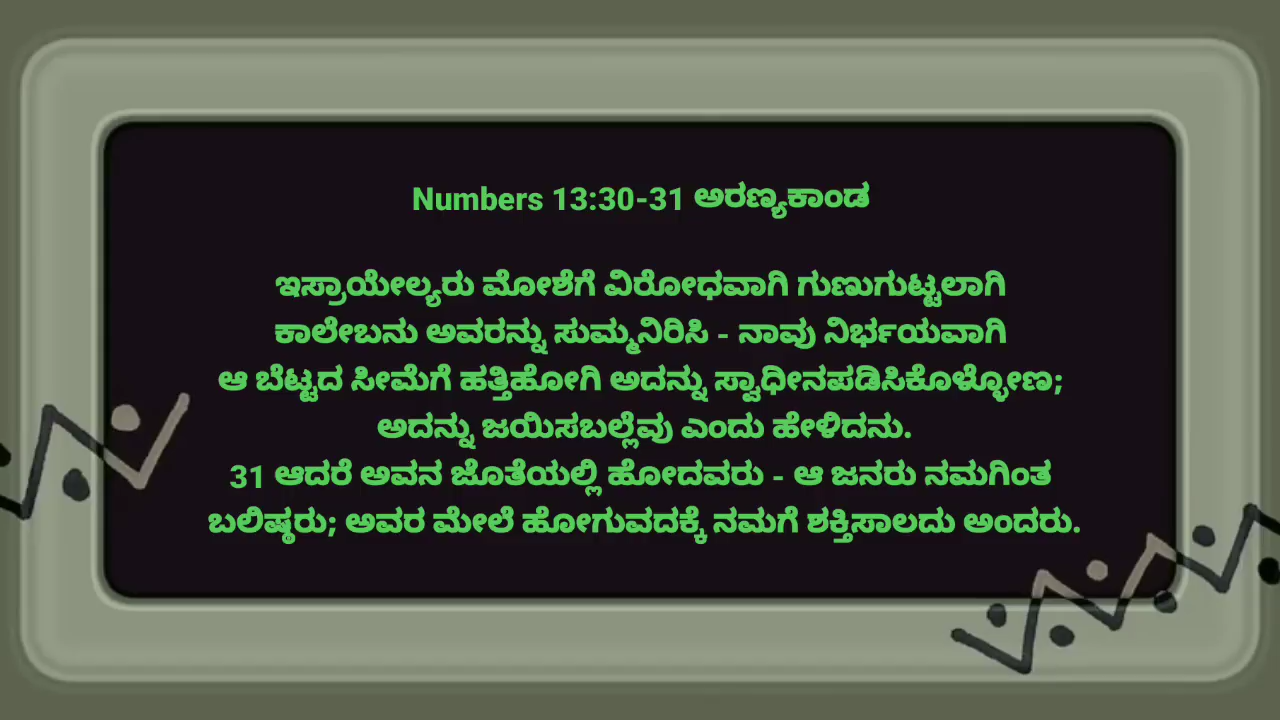 Numbers 13:30-31 ಅರಣ್ಯಕಾಂಡ
ಇಸ್ರಾಯೇಲ್ಯರು ಮೋಶೆಗೆ ವಿರೋಧವಾಗಿ ಗುಣುಗುಟ್ಟಲಾಗಿ
ಕಾಲೇಬನು ಅವರನ್ನು ಸುಮ್ಮನಿರಿಸಿ - ನಾವು ನಿರ್ಭಯವಾಗಿ
ಆ ಬೆಟ್ಟದ ಸೀಮೆಗೆ ಹತ್ತಿಹೋಗಿ ಅದನ್ನು ಸ್ವಾಧೀನಪಡಿಸಿಕೊಳ್ಳೋಣ;
ಅದನ್ನು ಜಯಿಸಬಲ್ಲೆವು ಎಂದು ಹೇಳಿದನು.
31 ಆದರೆ ಅವನ ಜೊತೆಯಲ್ಲಿ ಹೋದವರು - ಆ ಜನರು ನಮಗಿಂತ
ಬಲಿಷ್ಠರು; ಅವರ ಮೇಲೆ ಹೋಗುವದಕ್ಕೆ ನಮಗೆ ಶಕ್ತಿಸಾಲದು ಅಂದರು.